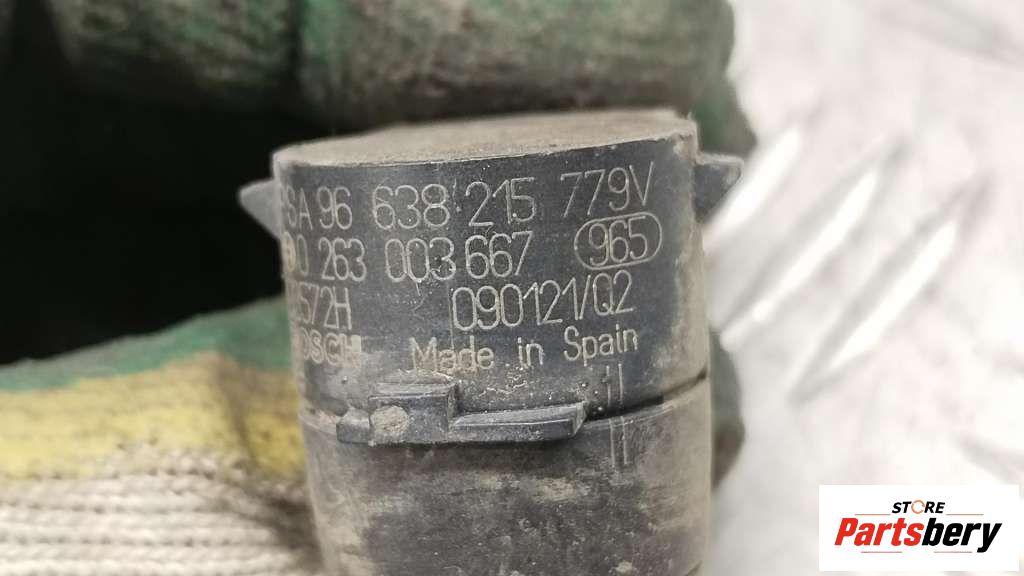 SA 96 638 215 779V
0 263 003 667 965
572H 090121/Q2
OSCH Made in Spain
STORE
Partsbery